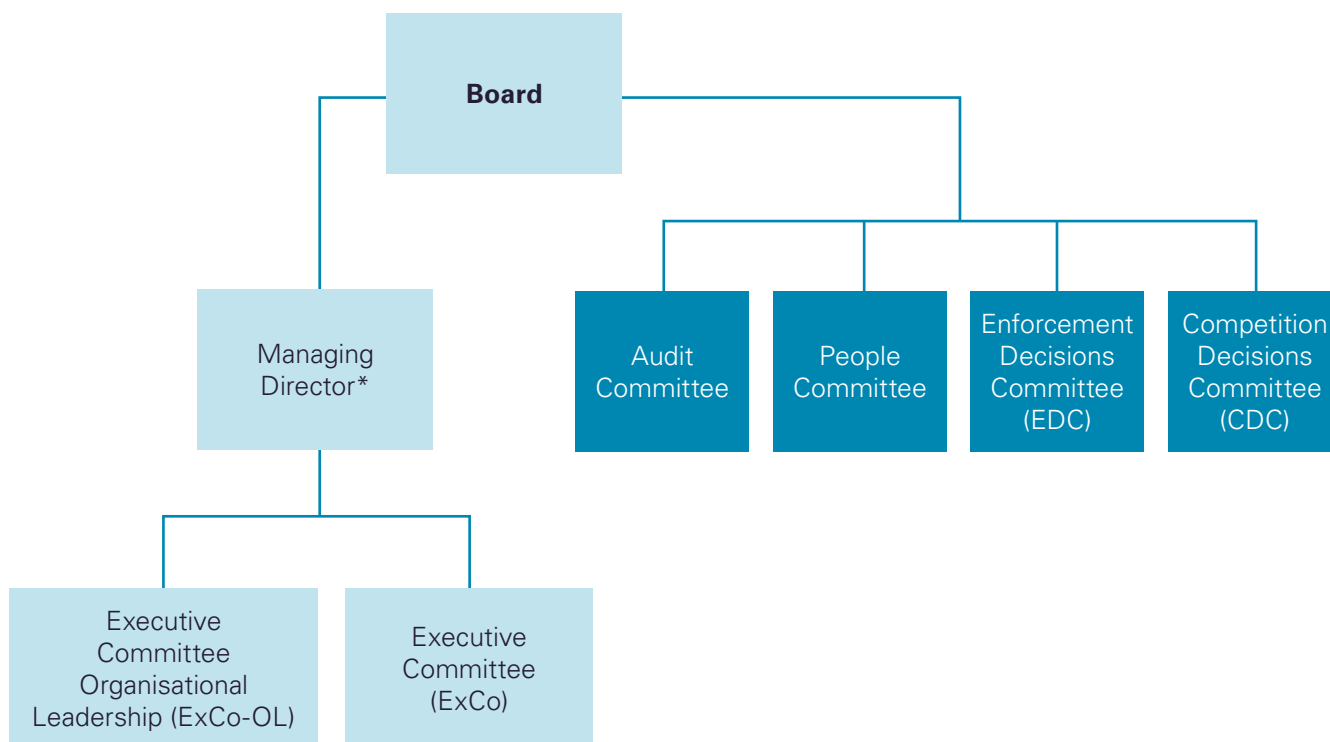 Board
Managing
Director*
Audit
Committee
People
Committee
Enforcement
Decisions
Committee
(EDC)
Competition
Decisions
Committee
(CDC)
Executive
Committee
Organisational
Leadership (ExCo-OL)
Executive
Committee
(ExCo)